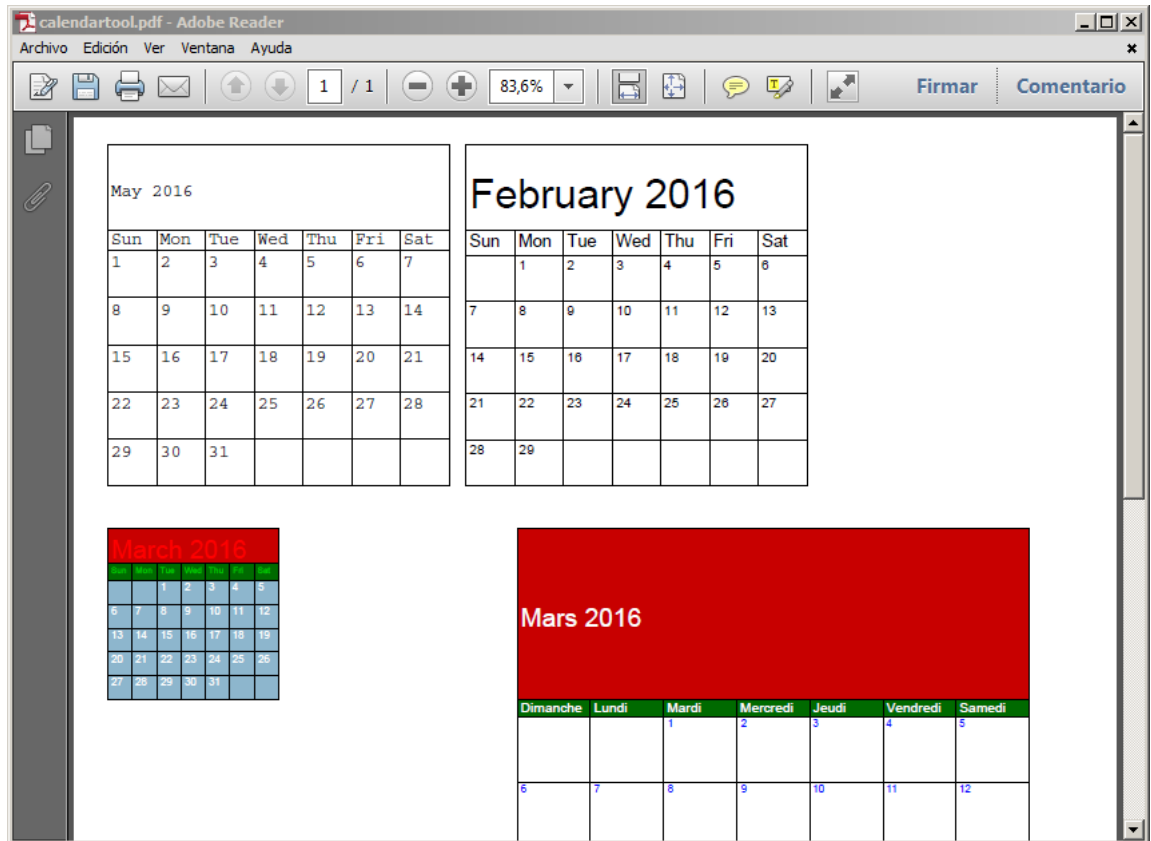 calendartool.pdf - Adobe Reader
Archivo Edición Ver Ventana Ayuda
1 / 1 83,6% Firmar Comentario
May 2016
Sun Mon Tue Wed Thu Fri Sat
1 2 3 4 5 6 7
8 9 10 11 12 13 14
15 16 17 18 19 20 21
22 23 24 25 26 27 28
29 30 31
February 2016
Sun Mon Tue Wed Thu Fri Sat
1 2 3 4 5 6
7 8 9 10 11 12 13
14 15 16 17 18 19 20
21 22 23 24 25 26 27
28 29
March 2016
Sun Mon Tue Wed Thu Fri Sat
1 2 3 4 5
6 7 8 9 10 11 12
13 14 15 16 17 18 19
20 21 22 23 24 25 26
27 28 29 30 31
Mars 2016
Dimanche Lundi Mardi Mercredi Jeudi Vendredi Samedi
1 2 3 4 5
6 7 8 9 10 11 12